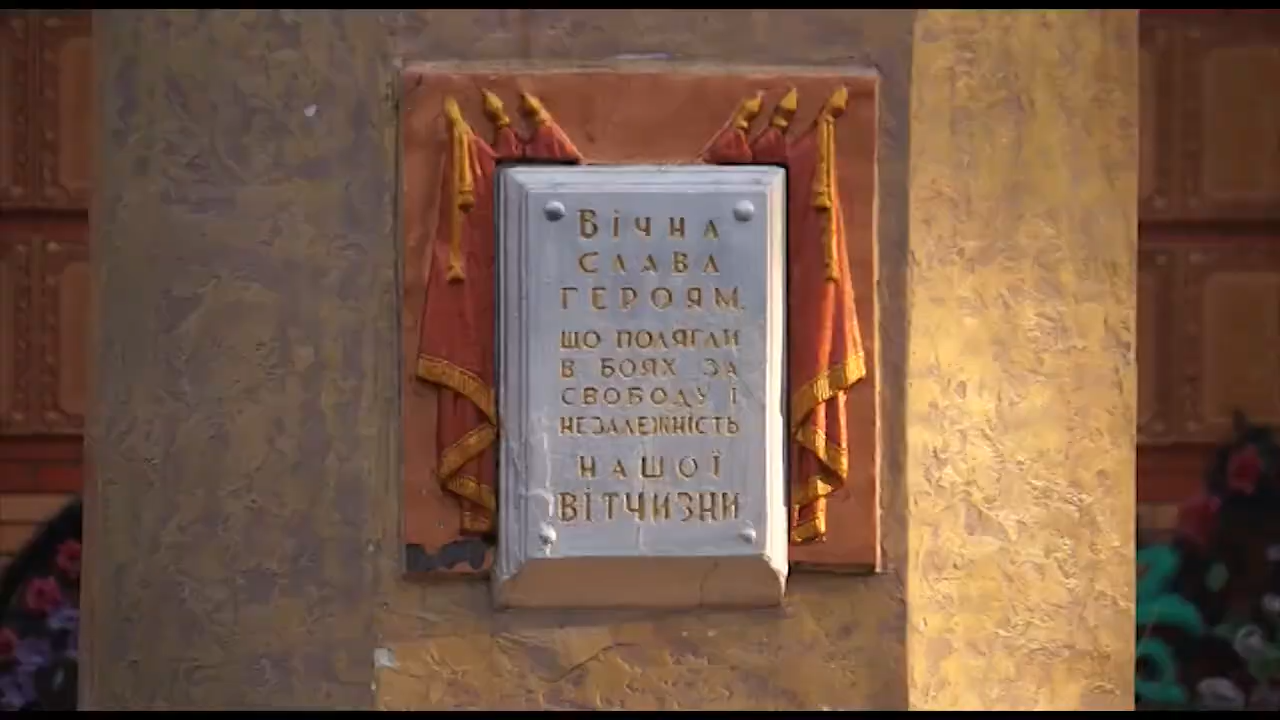 Вічна
СЛАВА
ГЕРОЯМ,
ЩО ПОЛЯГЛИ
В БОЯХ ЗА
СВОБОДУ І
НЕЗАЛЕЖНІСТЬ
НАШОЇ
ВІТЧИЗНИ